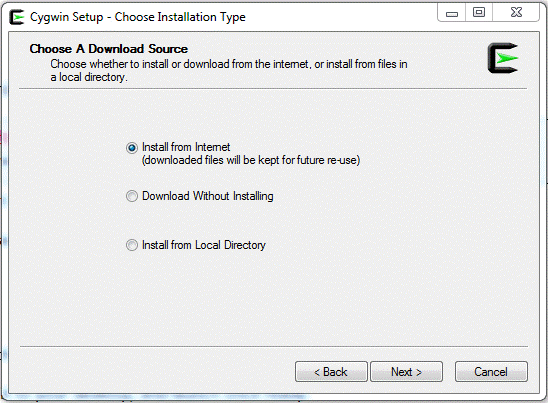 Cygwin Setup - Choose Installation Type
Choose A Download Source
Choose whether to install or download from the internet, or install from files in
a local directory.
Install from Internet
(downloaded files will be kept for future re-use)
Download Without Installing
Install from Local Directory
< Back
Next >
Cancel